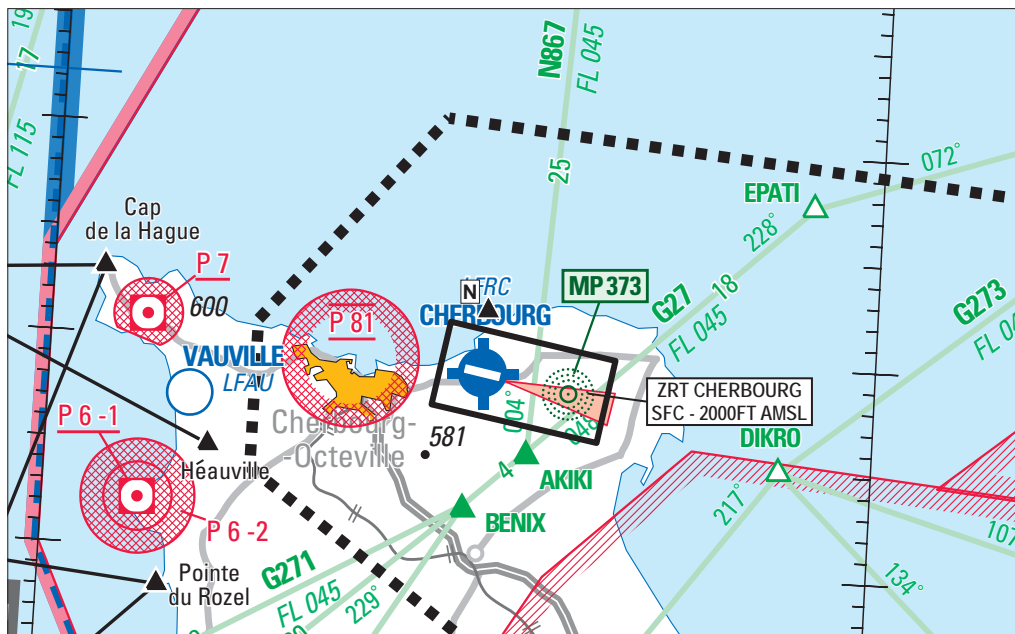 19
17
FL 115
N867
FL 045
25
072°
EPATI
228°
Cap
de la Hague
P 7
600
N
LFRC
CHERBOURG
MP 373
G27
18
FL 045
G273
FL 04
P 81
VAUVILLE
LFAU
ZRT CHERBOURG
SFC - 2000FT AMSL
004°
048
DIKRO
P 6 -1
Cherbourg-
-Octeville
581
Héauville
4
AKIKI
217°
BENIX
P 6 -2
107
G271
FL 045
229°
134°
Pointe
du Rozel